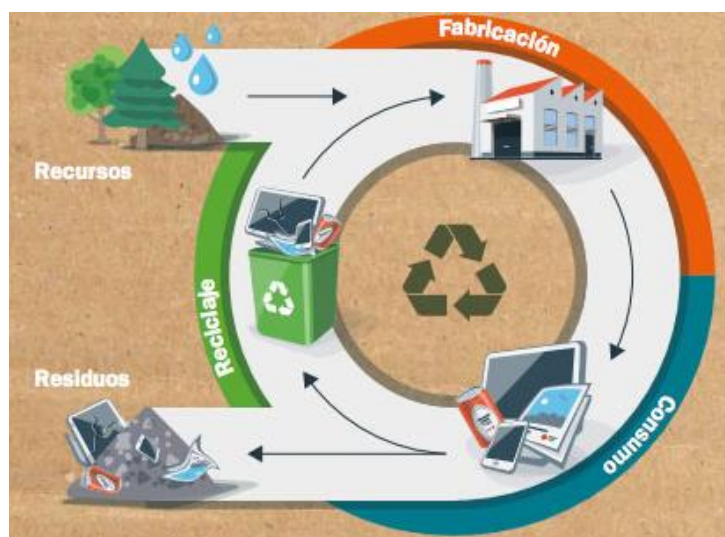 Fabricación
Recursos
Reciclaje
Residuos
Consumo